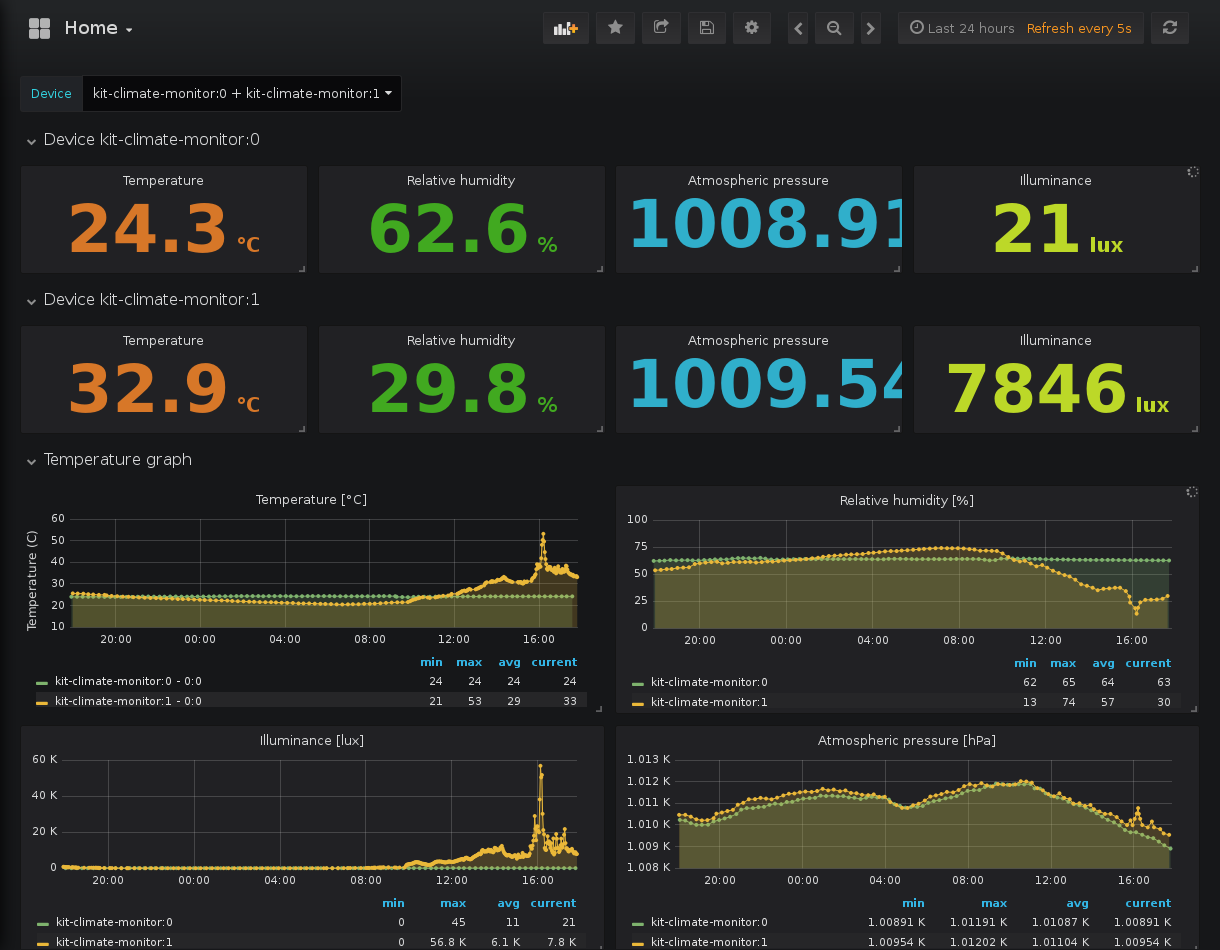 Home
Last 24 hours Refresh every 5s
Device kit-climate-monitor:0 + kit-climate-monitor:1
Device kit-climate-monitor:0
Temperature Relative humidity Atmospheric pressure Illuminance
24.3 °C 62.6 % 1008.91 21 lux
Device kit-climate-monitor:1
Temperature Relative humidity Atmospheric pressure Illuminance
32.9 °C 29.8 % 1009.54 7846 lux
Temperature graph
Temperature [°C]
Temperature (C)
60
50
40
30
20
10
20:00 00:00 04:00 08:00 12:00 16:00
min max avg current
kit-climate-monitor:0 - 0:0 24 24 24 24
kit-climate-monitor:1 - 0:0 21 53 29 33
Relative humidity [%]
100
75
50
25
0
20:00 00:00 04:00 08:00 12:00 16:00
min max avg current
kit-climate-monitor:0 62 65 64 63
kit-climate-monitor:1 13 74 57 30
Illuminance [lux]
60 K
40 K
20 K
0
20:00 00:00 04:00 08:00 12:00 16:00
min max avg current
kit-climate-monitor:0 0 45 11 21
kit-climate-monitor:1 0 56.8 K 6.1 K 7.8 K
Atmospheric pressure [hPa]
1.013 K
1.012 K
1.011 K
1.010 K
1.009 K
1.008 K
20:00 00:00 04:00 08:00 12:00 16:00
min max avg current
kit-climate-monitor:0 1.00891 K 1.01191 K 1.01087 K 1.00891 K
kit-climate-monitor:1 1.00954 K 1.01202 K 1.01104 K 1.00954 K